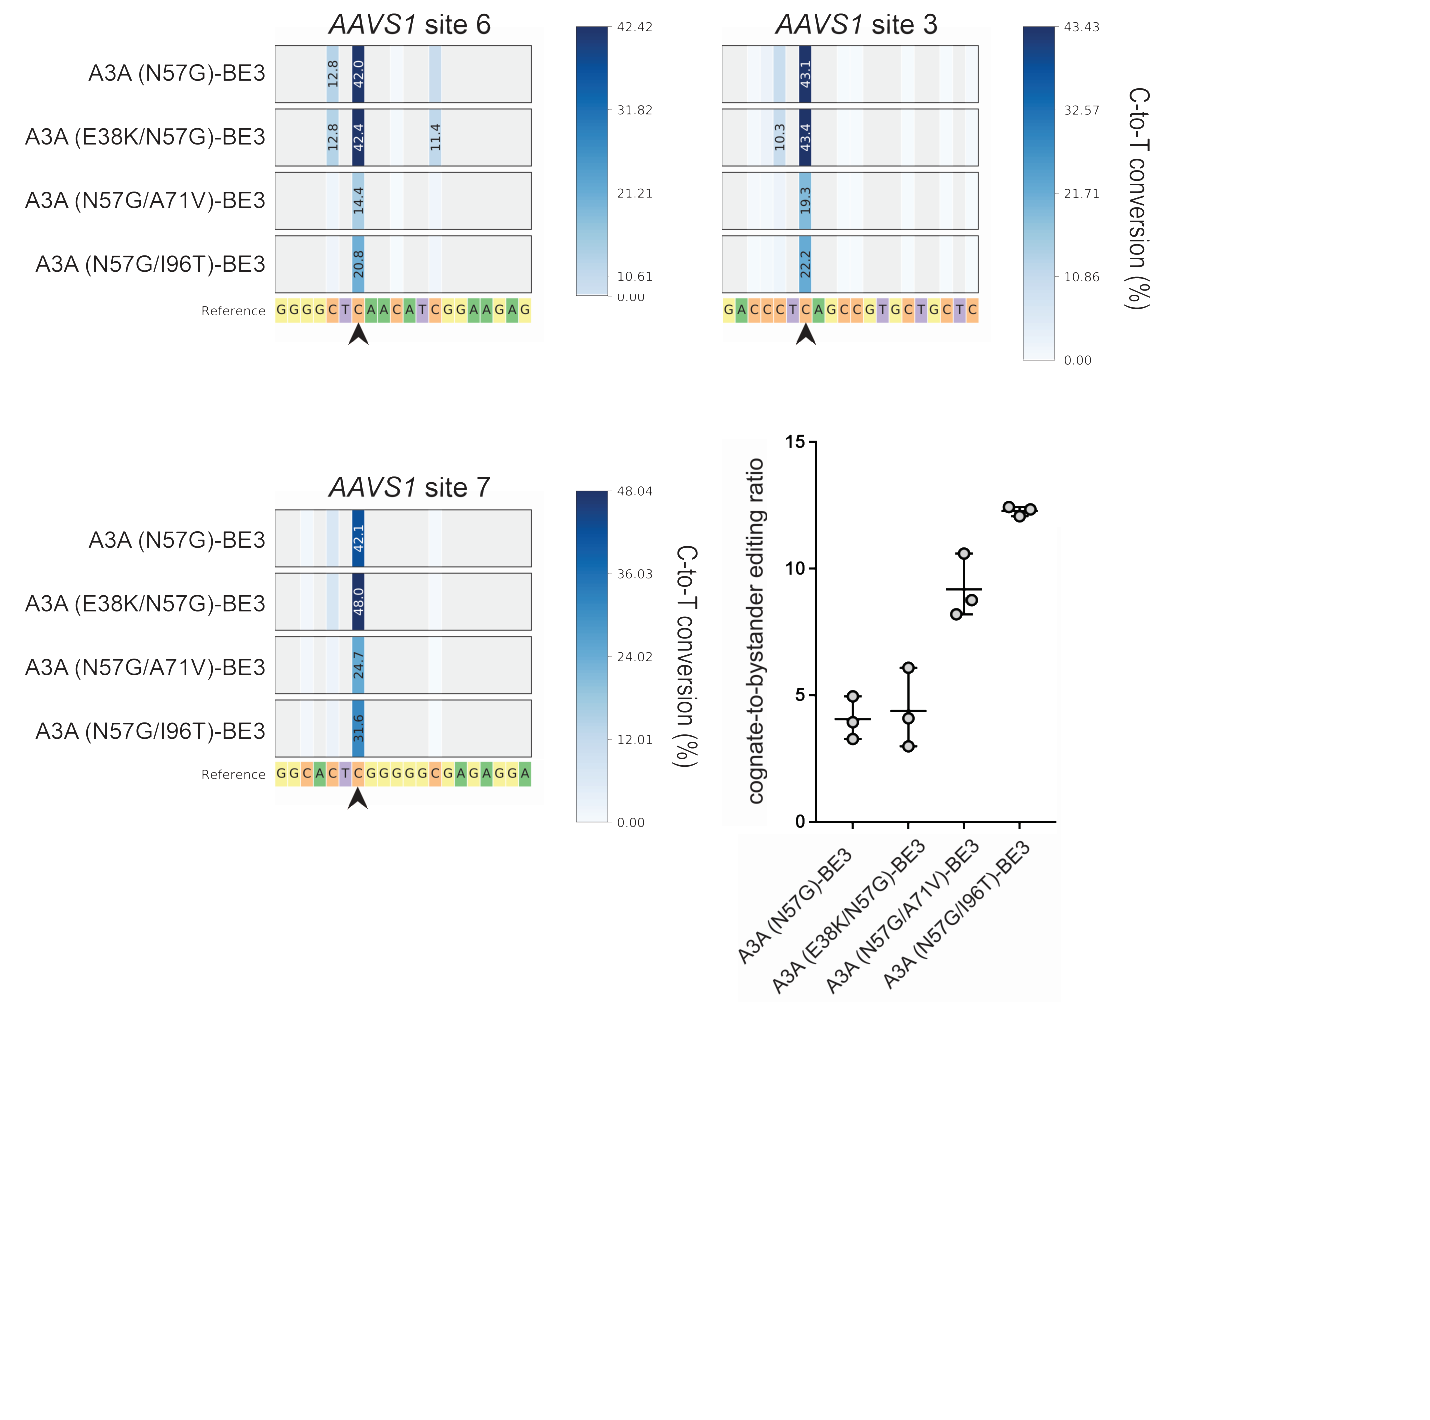 AAVS1 site 6
A3A (N57G)-BE3
12.8
42.0
A3A (E38K/N57G)-BE3
12.8
42.4
11.4
A3A (N57G/A71V)-BE3
14.4
A3A (N57G/I96T)-BE3
20.8
Reference
G G G G C T C A A C A T C G G A A G A G
42.42
31.82
21.21
10.61
0.00
AAVS1 site 3
43.1
10.3
43.4
19.3
22.2
G A C C C T C A G C C G T G C T G C T C
43.43
32.57
21.71
10.86
0.00
C-to-T conversion (%)
AAVS1 site 7
A3A (N57G)-BE3
42.1
A3A (E38K/N57G)-BE3
48.0
A3A (N57G/A71V)-BE3
24.7
A3A (N57G/I96T)-BE3
31.6
Reference
G G C A C T C G G G G G C G A G A G G A
48.04
36.03
24.02
12.01
0.00
C-to-T conversion (%)
cognate-to-bystander editing ratio
15
10
5
0
A3A (N57G)-BE3
A3A (E38K/N57G)-BE3
A3A (N57G/A71V)-BE3
A3A (N57G/I96T)-BE3